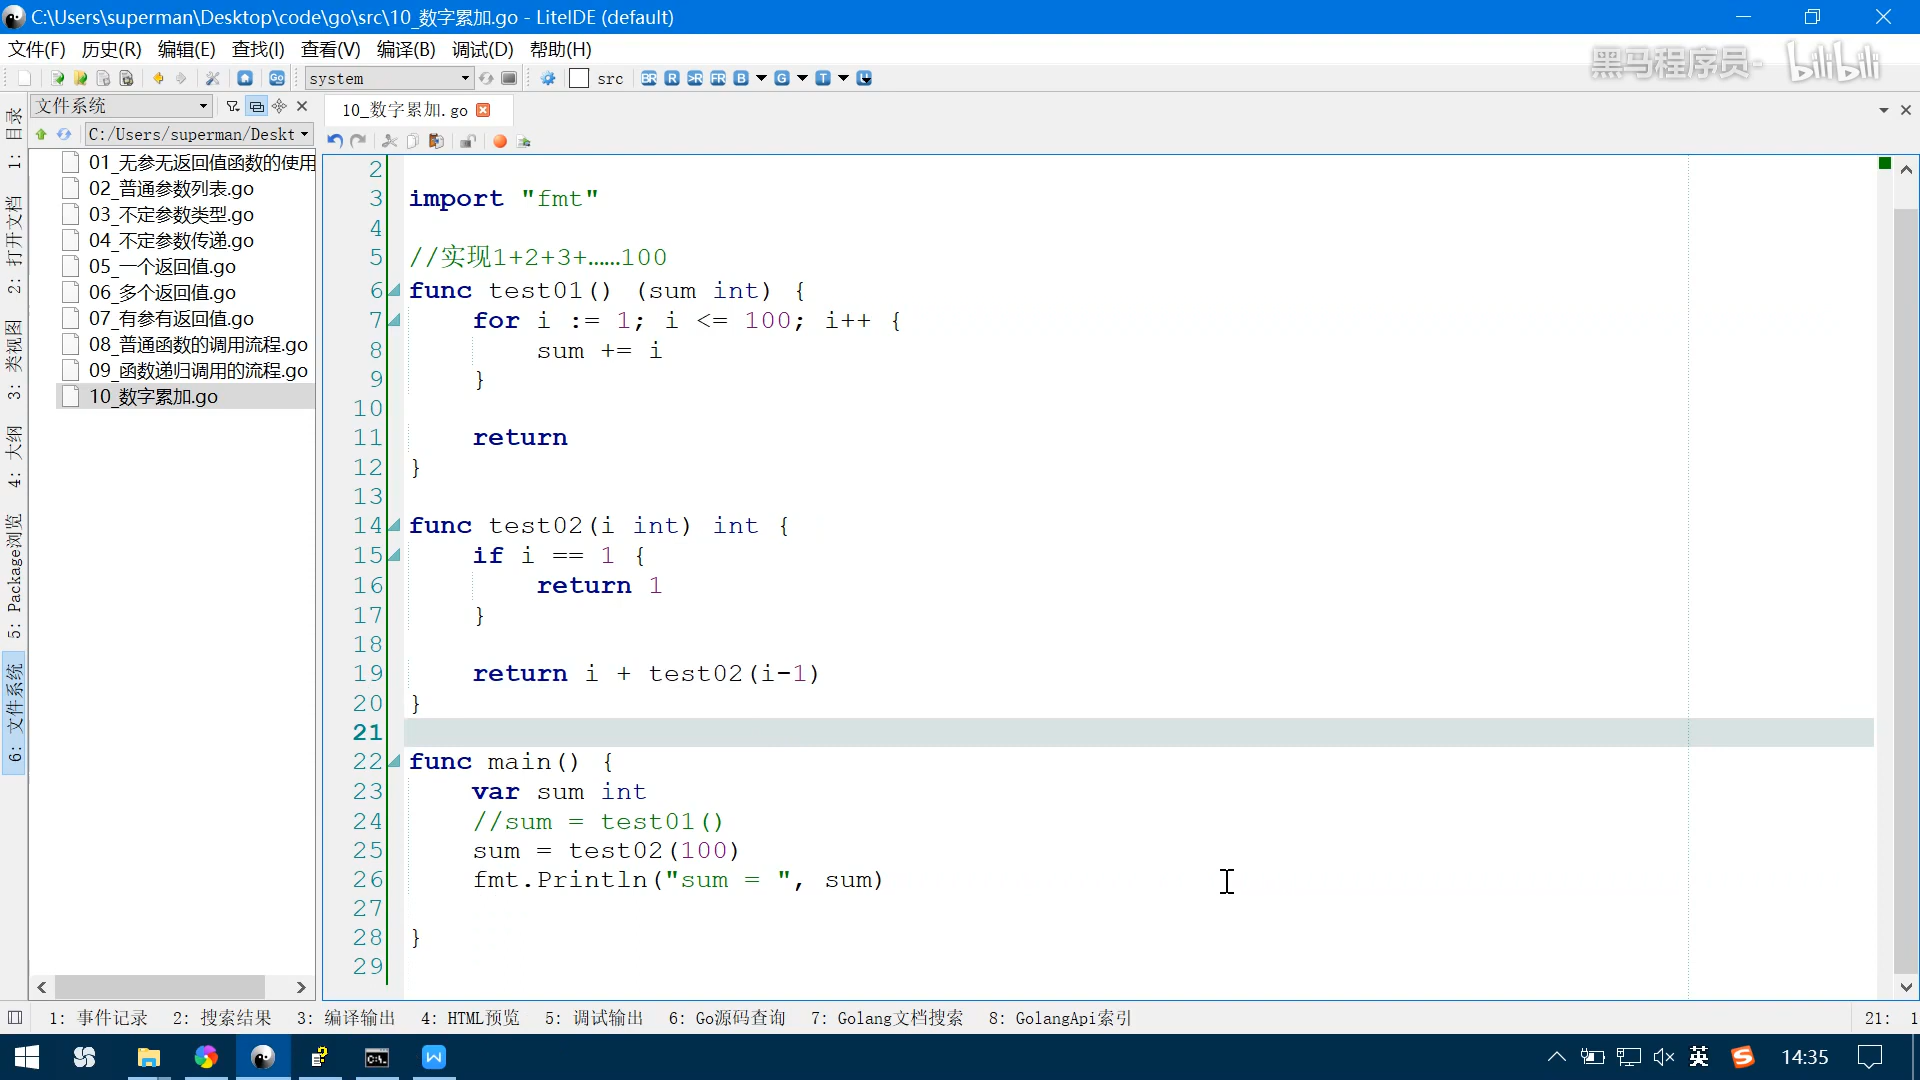 C:\Users\superman\Desktop\code\go\src\10_数字累加.go - LiteIDE (default)
文件(F) 历史(R) 编辑(E) 查找(I) 查看(V) 编译(B) 调试(D) 帮助(H)
黑马程序员- bilibili
Go system src BR R >R FR B G T
文件系统
10_数字累加.go
C:/Users/superman/Deskt
1: 目录
2: 打开文档
3: 类视图
4: 大纲
5: Package浏览
6: 文件系统
01_无参无返回值函数的使用
02_普通参数列表.go
03_不定参数类型.go
04_不定参数传递.go
05_一个返回值.go
06_多个返回值.go
07_有参有返回值.go
08_普通函数的调用流程.go
09_函数递归调用的流程.go
10_数字累加.go
2
3 import "fmt"
4
5 //实现1+2+3+……100
6 func test01() (sum int) {
7 for i := 1; i <= 100; i++ {
8 sum += i
9 }
10
11 return
12 }
13
14 func test02(i int) int {
15 if i == 1 {
16 return 1
17 }
18
19 return i + test02(i-1)
20 }
21
22 func main() {
23 var sum int
24 //sum = test01()
25 sum = test02(100)
26 fmt.Println("sum = ", sum)
27
28 }
29
1: 事件记录 2: 搜索结果 3: 编译输出 4: HTML预览 5: 调试输出 6: Go源码查询 7: Golang文档搜索 8: GolangApi索引 21: 1
英 14:35